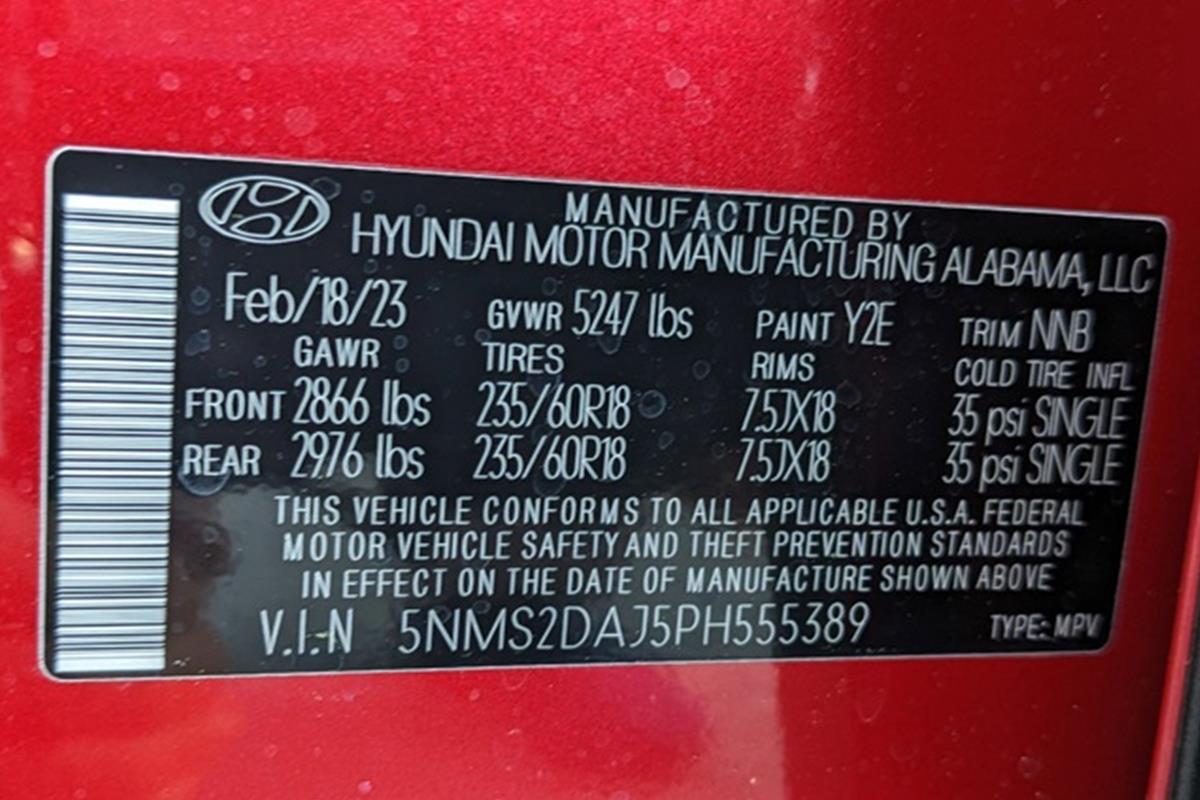 MANUFACTURED BY
HYUNDAI MOTOR MANUFACTURING ALABAMA, LLC
Feb/18/23 GVWR 5247 lbs PAINT Y2E TRIM NNB
GAWR TIRES RIMS COLD TIRE INFL
FRONT 2866 lbs 235/60R18 7.5JX18 35 psi SINGLE
REAR 2976 lbs 235/60R18 7.5JX18 35 psi SINGLE
THIS VEHICLE CONFORMS TO ALL APPLICABLE U.S.A. FEDERAL
MOTOR VEHICLE SAFETY AND THEFT PREVENTION STANDARDS
IN EFFECT ON THE DATE OF MANUFACTURE SHOWN ABOVE
V.I.N 5NMS2DAJ5PH555389 TYPE: MPV